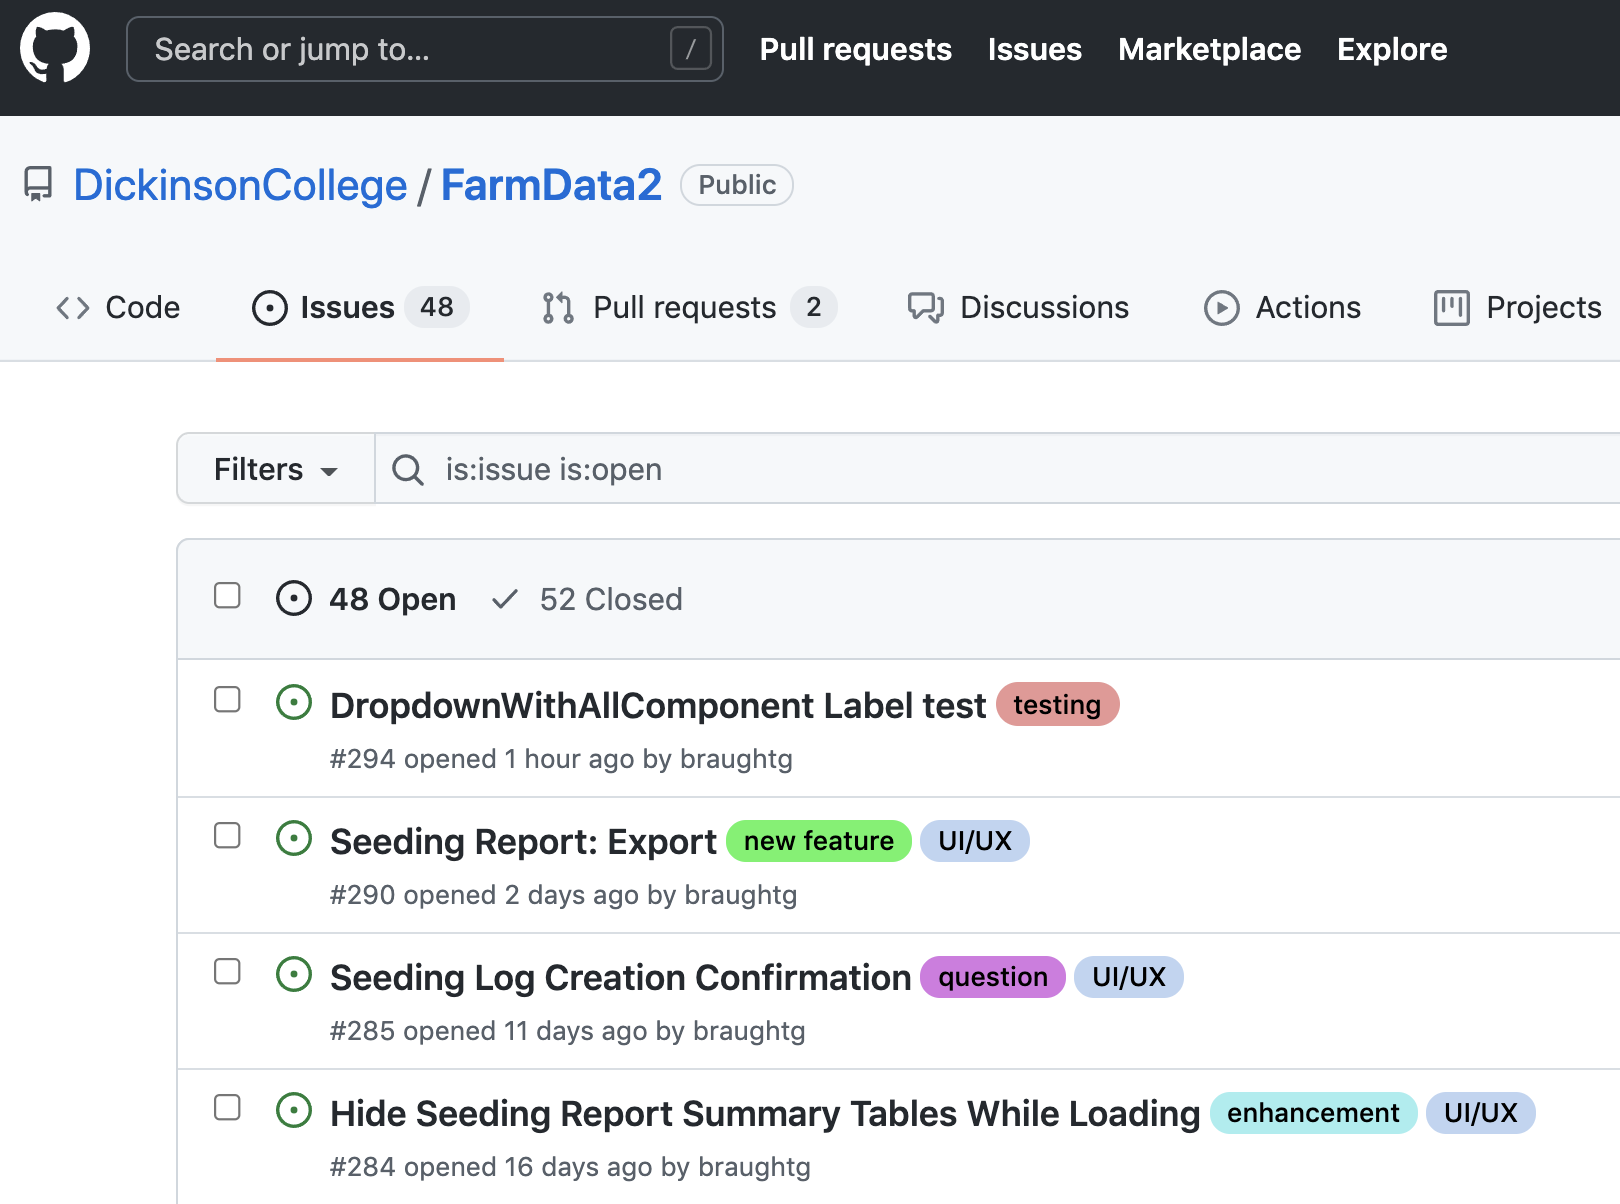 Search or jump to... / Pull requests Issues Marketplace Explore
DickinsonCollege / FarmData2 Public
Code Issues 48 Pull requests 2 Discussions Actions Projects
Filters is:issue is:open
48 Open 52 Closed
DropdownWithAllComponent Label test testing
#294 opened 1 hour ago by braughtg
Seeding Report: Export new feature UI/UX
#290 opened 2 days ago by braughtg
Seeding Log Creation Confirmation question UI/UX
#285 opened 11 days ago by braughtg
Hide Seeding Report Summary Tables While Loading enhancement UI/UX
#284 opened 16 days ago by braughtg